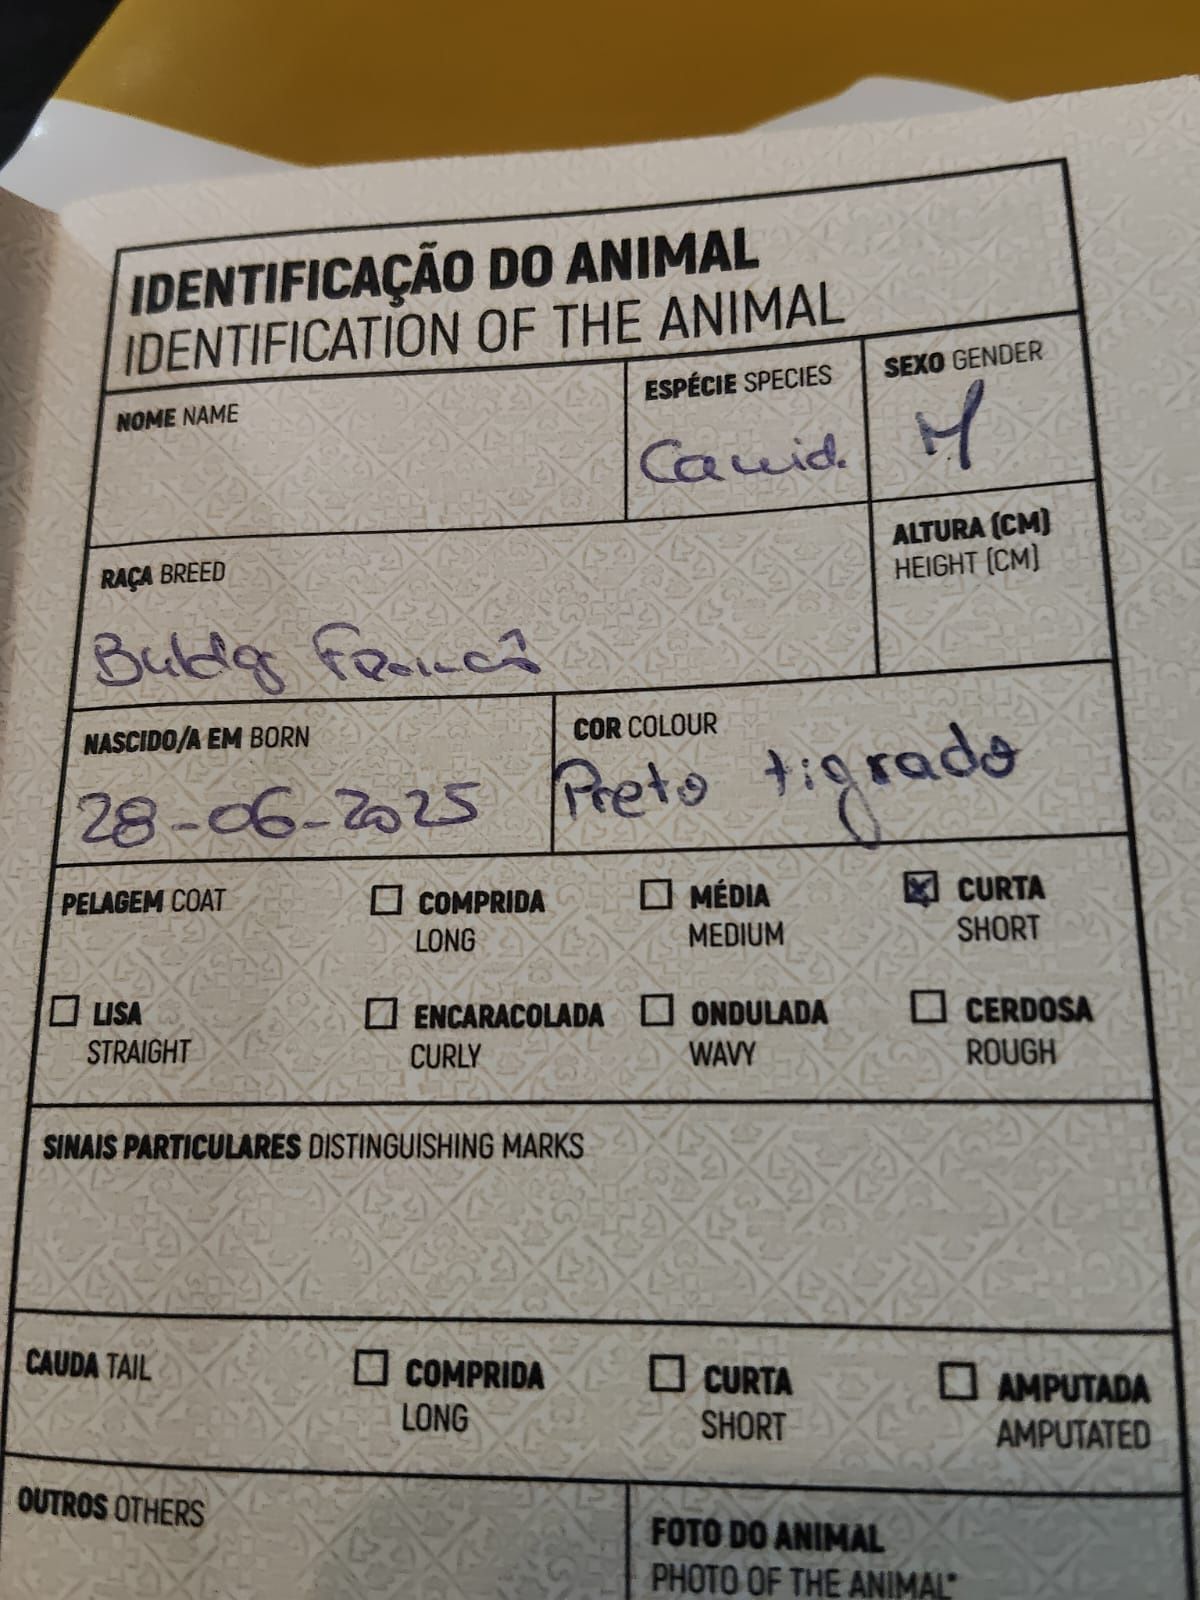 IDENTIFICAÇÃO DO ANIMAL
IDENTIFICATION OF THE ANIMAL
NOME NAME
ESPÉCIE SPECIES
Canid.
SEXO GENDER
M
RAÇA BREED
Buldog Francês
ALTURA (CM)
HEIGHT (CM)
NASCIDO/A EM BORN
28-06-2025
COR COLOUR
Preto tigrado
PELAGEM COAT
COMPRIDA
LONG
MÉDIA
MEDIUM
CURTA
SHORT
LISA
STRAIGHT
ENCARACOLADA
CURLY
ONDULADA
WAVY
CERDOSA
ROUGH
SINAIS PARTICULARES DISTINGUISHING MARKS
CAUDA TAIL
COMPRIDA
LONG
CURTA
SHORT
AMPUTADA
AMPUTATED
OUTROS OTHERS
FOTO DO ANIMAL
PHOTO OF THE ANIMAL*